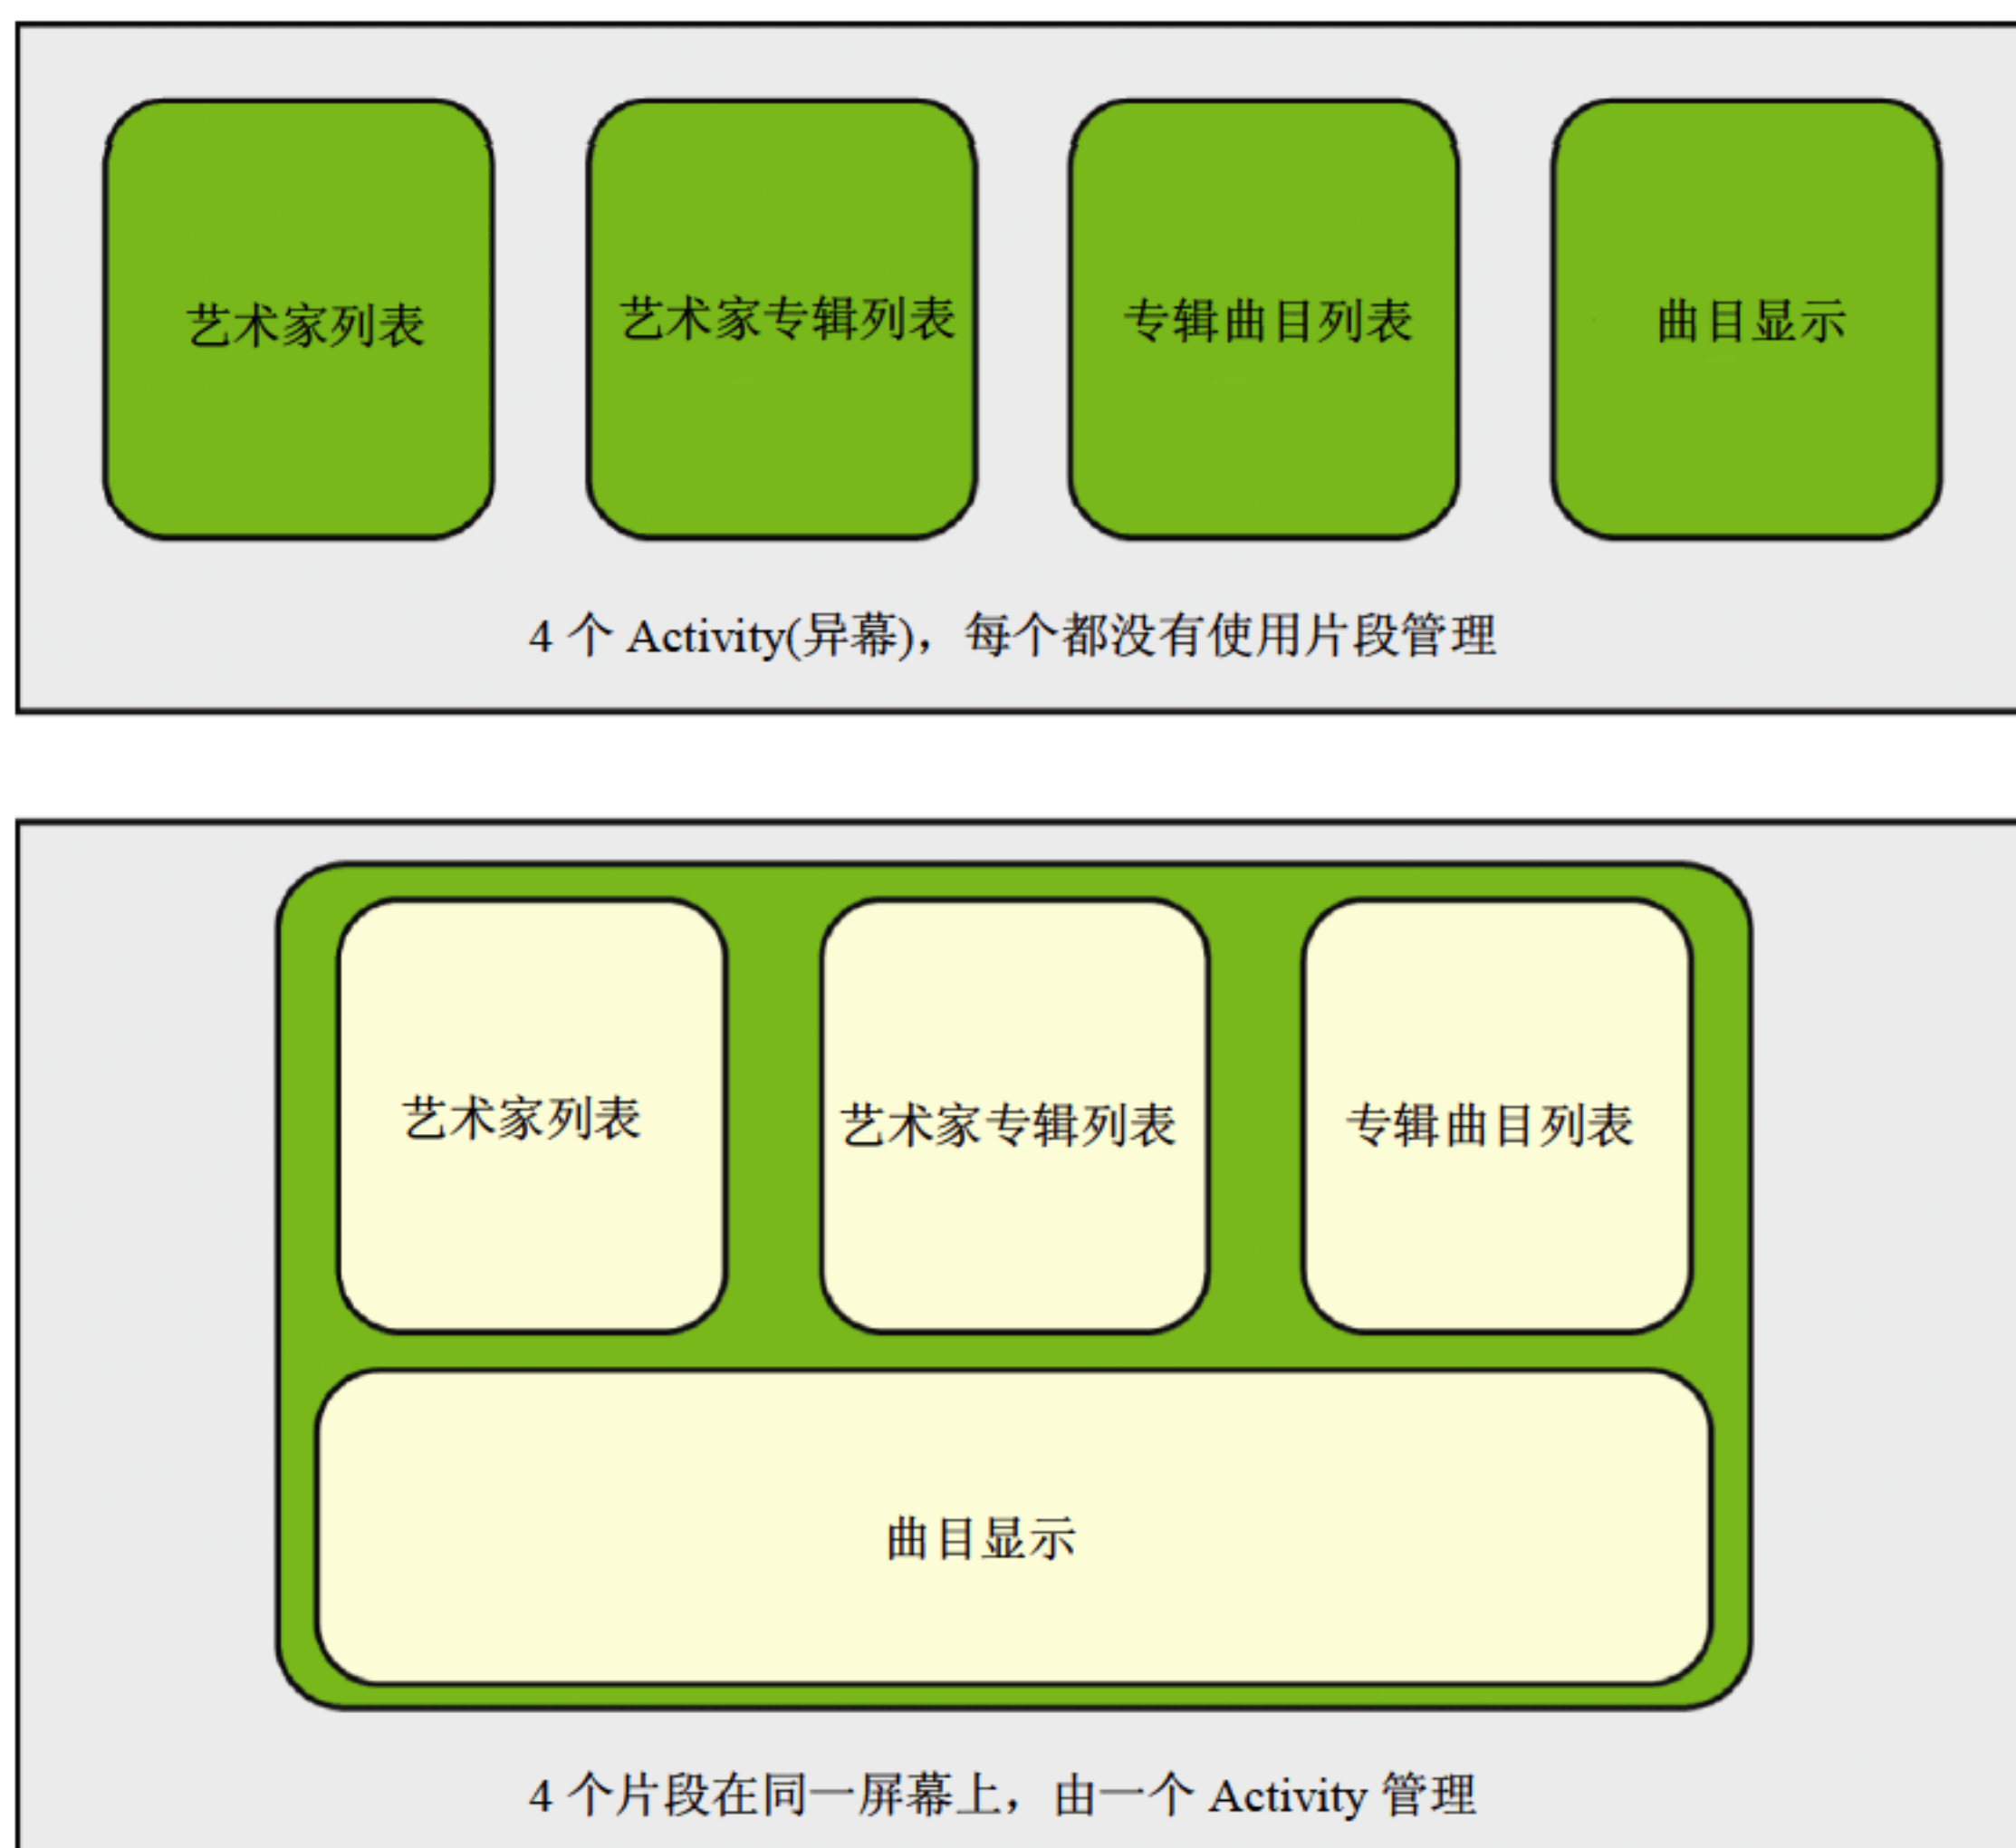 艺术家列表
艺术家专辑列表
专辑曲目列表
曲目显示
4 个 Activity(异幕)，每个都没有使用片段管理
艺术家列表
艺术家专辑列表
专辑曲目列表
曲目显示
4 个片段在同一屏幕上，由一个 Activity 管理